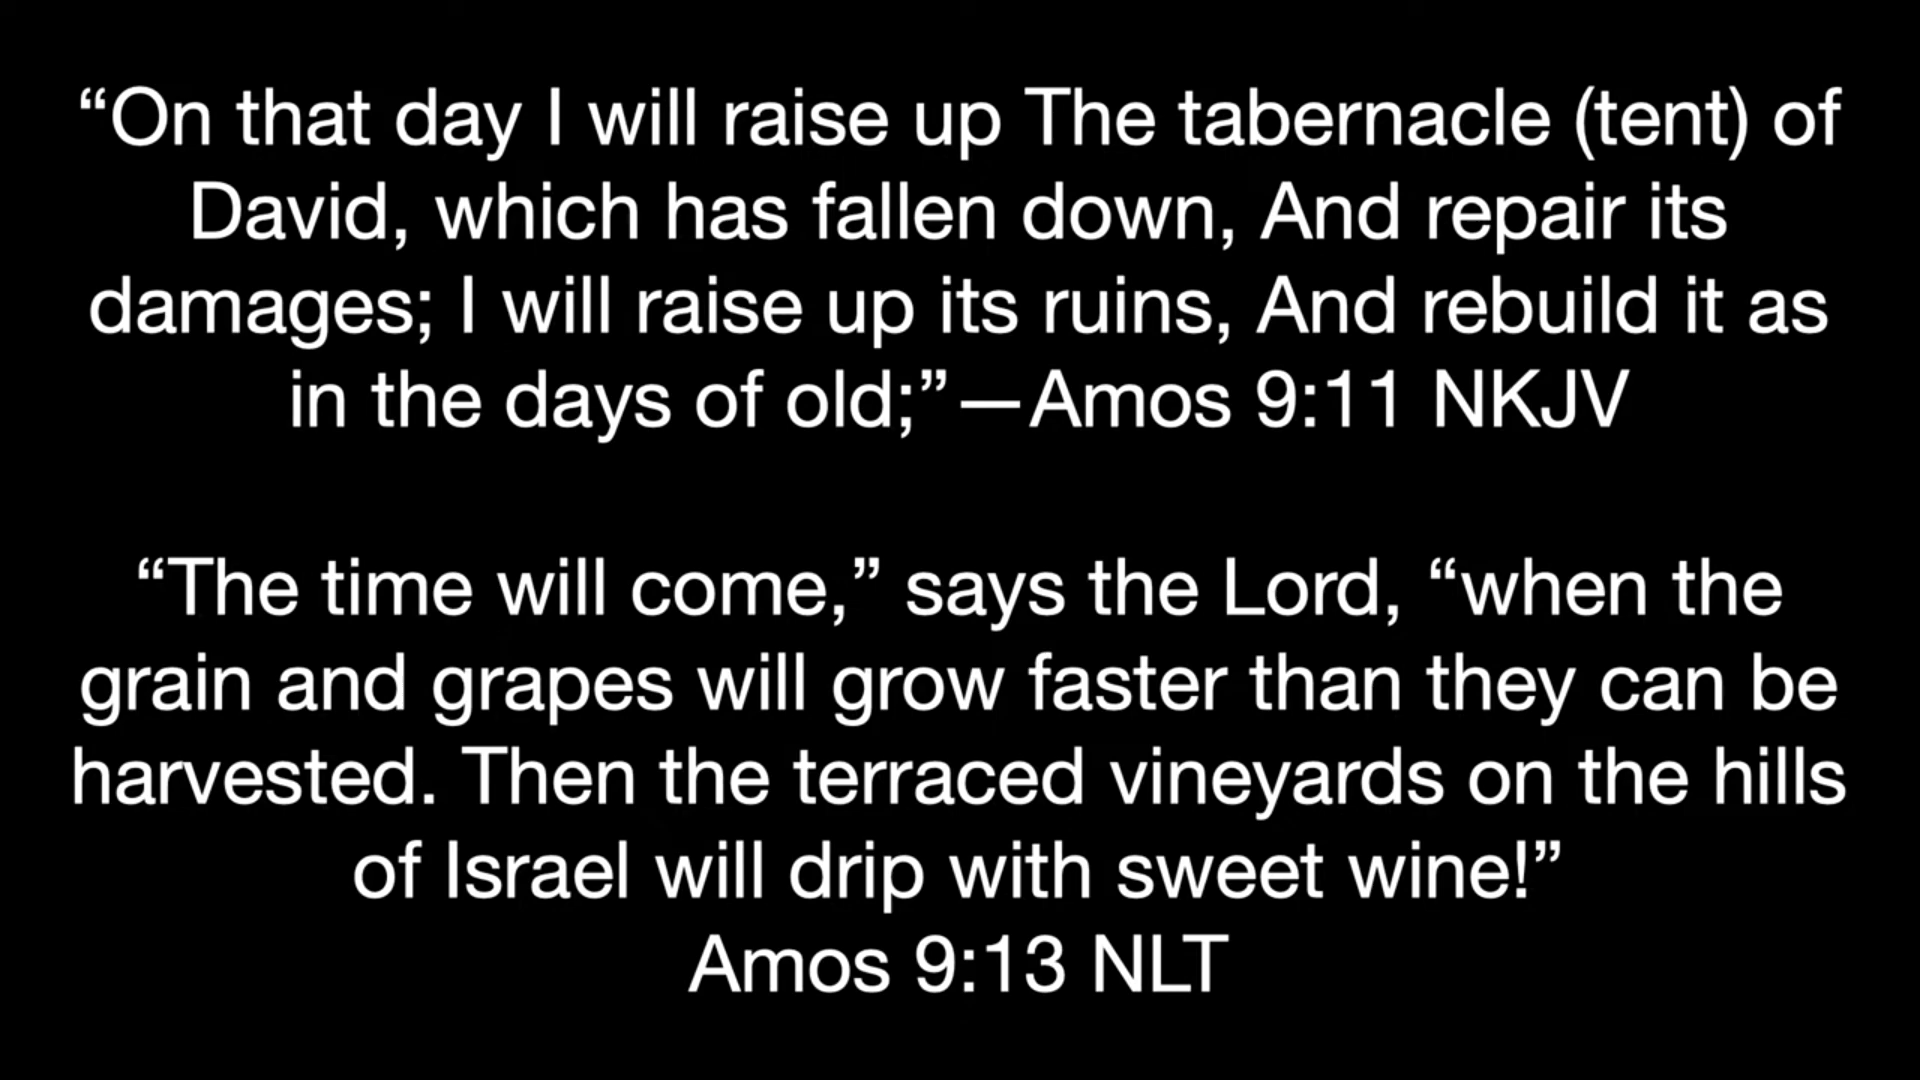 “On that day I will raise up The tabernacle (tent) of
David, which has fallen down, And repair its
damages; I will raise up its ruins, And rebuild it as
in the days of old;”—Amos 9:11 NKJV
“The time will come,” says the Lord, “when the
grain and grapes will grow faster than they can be
harvested. Then the terraced vineyards on the hills
of Israel will drip with sweet wine!”
Amos 9:13 NLT